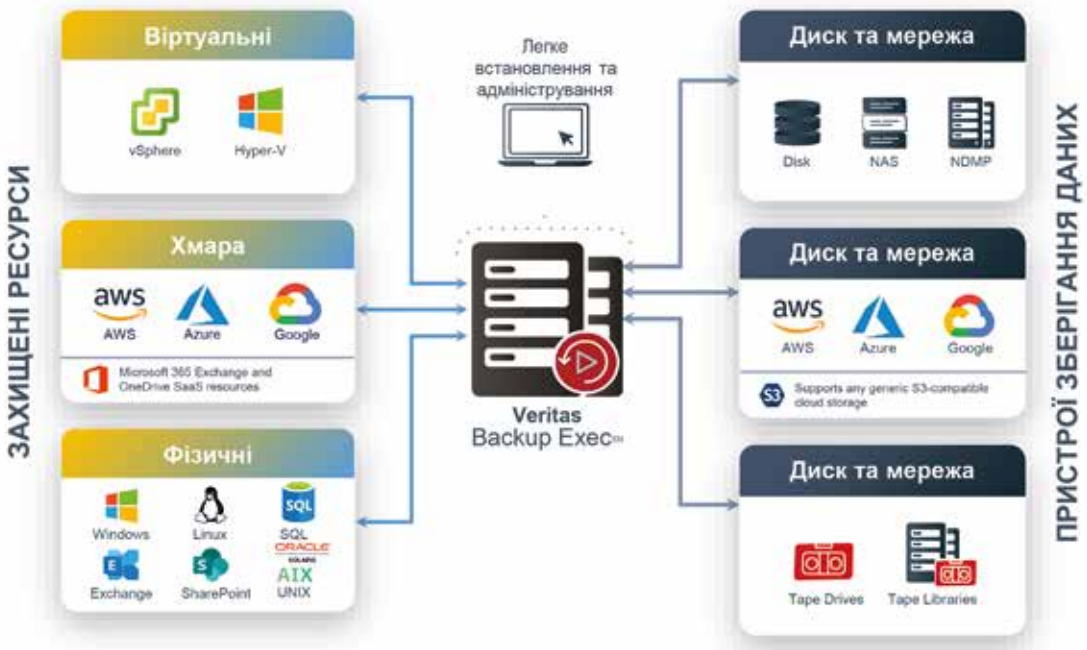 ЗАХИЩЕНІ РЕСУРСИ
Віртуальні
vSphere
Hyper-V
Хмара
aws
AWS
Azure
Google
Microsoft 365 Exchange and
OneDrive SaaS resources
Фізичні
Windows
Linux
SQL
SQL
ORACLE
SOLARIS
Exchange
SharePoint
AIX
UNIX
Легке
встановлення та
адміністрування
Veritas
Backup Exec
Диск та мережа
Disk
NAS
NDMP
Диск та мережа
aws
AWS
Azure
Google
S3
Supports any generic S3-compatible
cloud storage
Диск та мережа
Tape Drives
Tape Libraries
ПРИСТРОЇ ЗБЕРІГАННЯ ДАНИХ